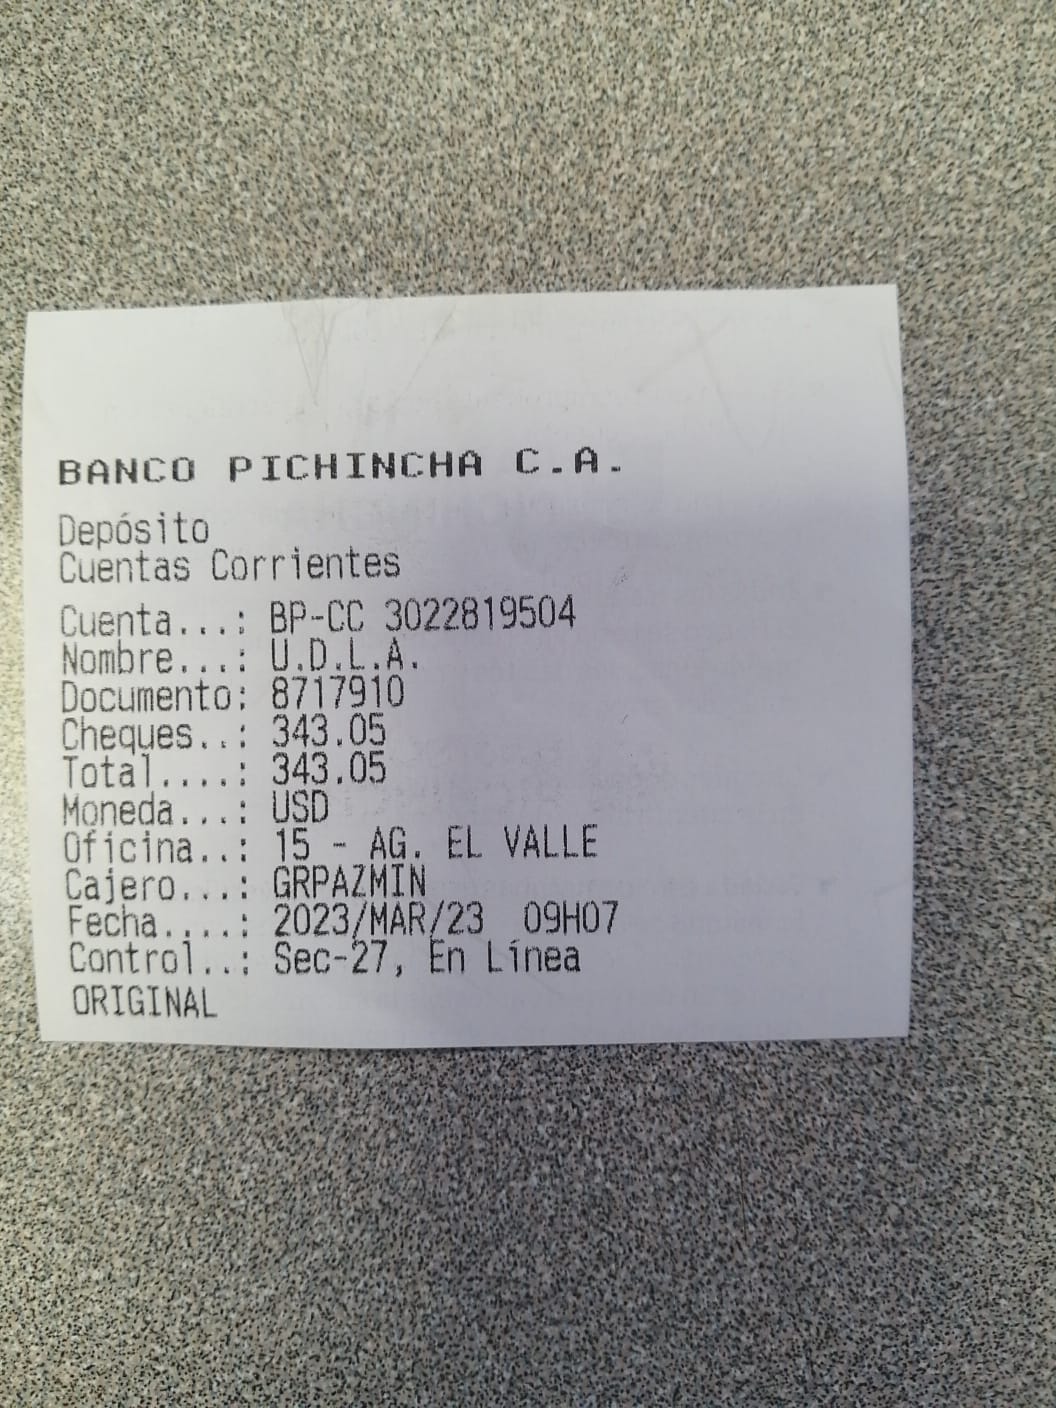 BANCO PICHINCHA C.A.
Depósito
Cuentas Corrientes
Cuenta...: BP-CC 3022819504
Nombre...: U.D.L.A.
Documento: 8717910
Cheques..: 343.05
Total....: 343.05
Moneda...: USD
Oficina..: 15 - AG. EL VALLE
Cajero...: GRPAZMIN
Fecha....: 2023/MAR/23  09H07
Control..: Sec-27, En Línea
ORIGINAL